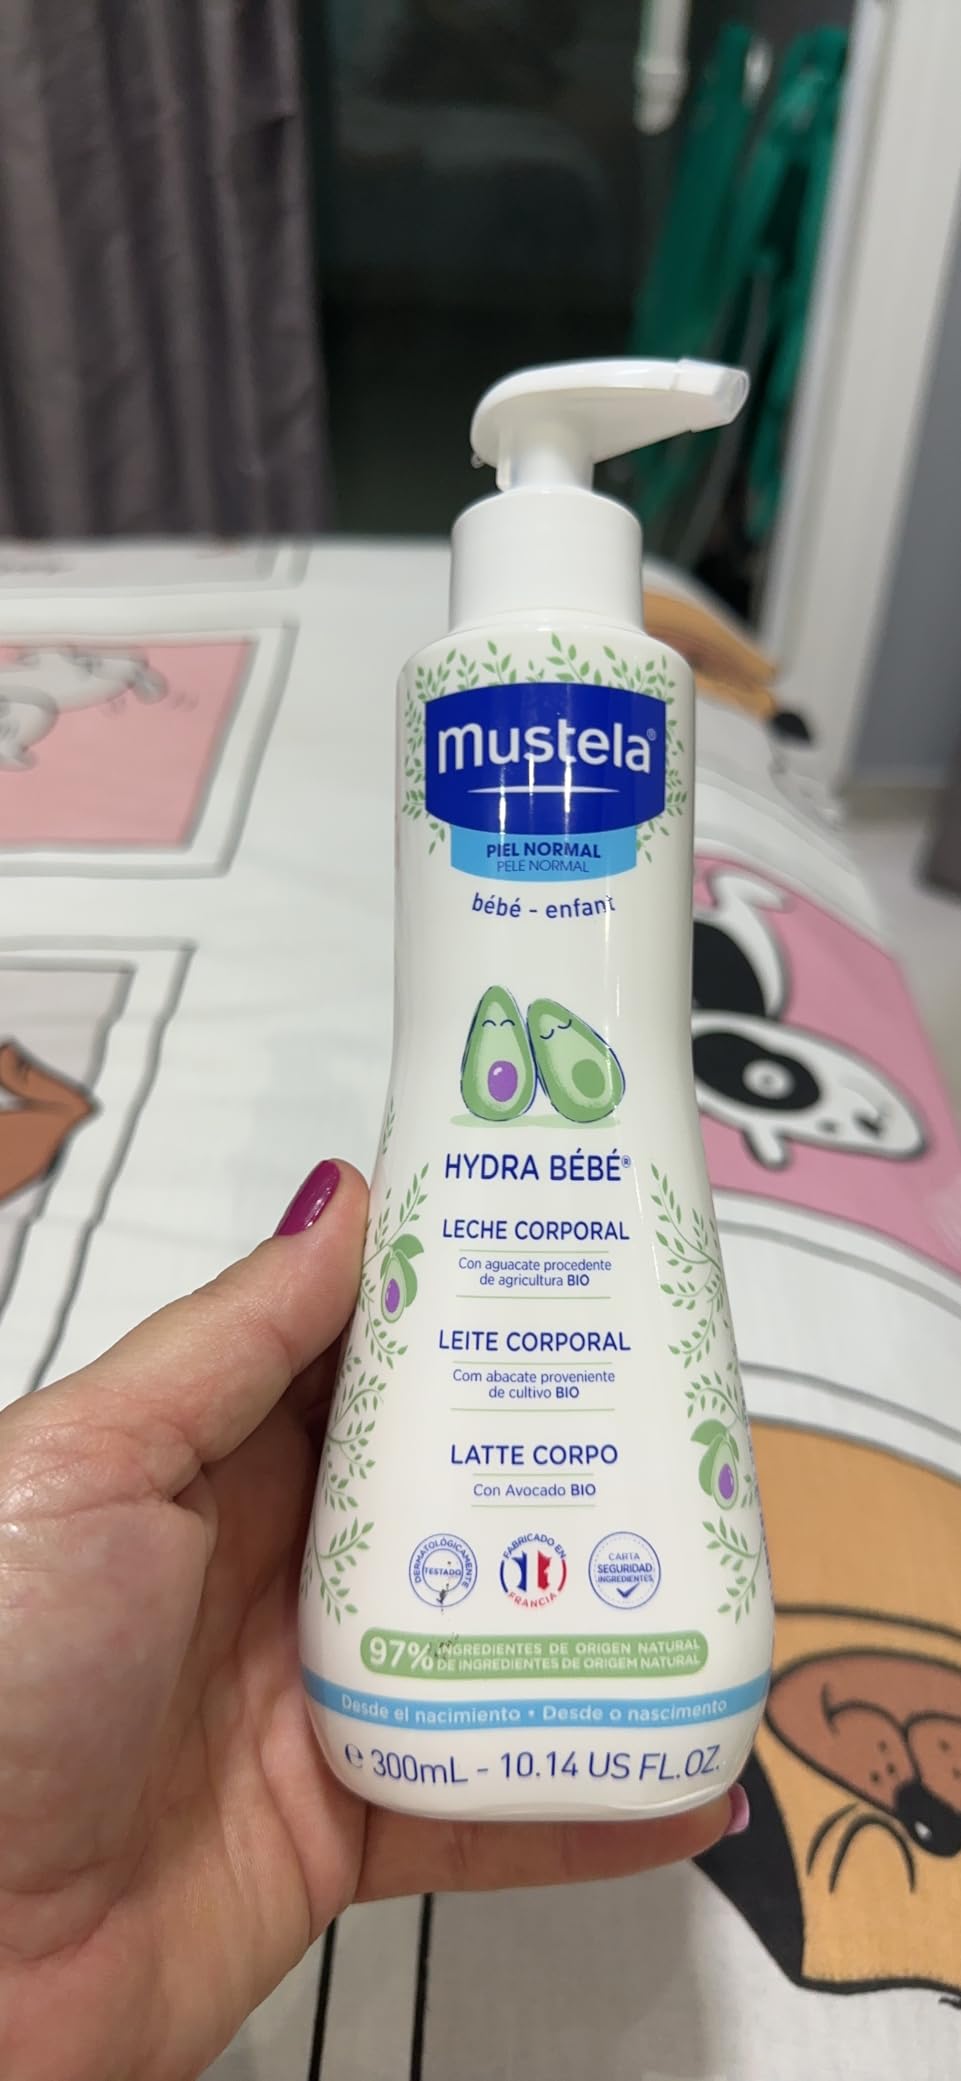 mustela®
PIEL NORMAL
PELE NORMAL
bébé - enfant
HYDRA BÉBÉ®
LECHE CORPORAL
Con aguacate procedente
de agricultura BIO
LEITE CORPORAL
Com abacate proveniente
de cultivo BIO
LATTE CORPO
Con Avocado BIO
DERMATOLÓGICAMENTE
TESTADO
FABRICADO EN
FRANCIA
CARTA
SEGURIDAD
INGREDIENTES
97% INGREDIENTES DE ORIGEN NATURAL
DE INGREDIENTES DE ORIGEM NATURAL
Desde el nacimiento • Desde o nascimento
℮ 300mL - 10.14 US FL.OZ.